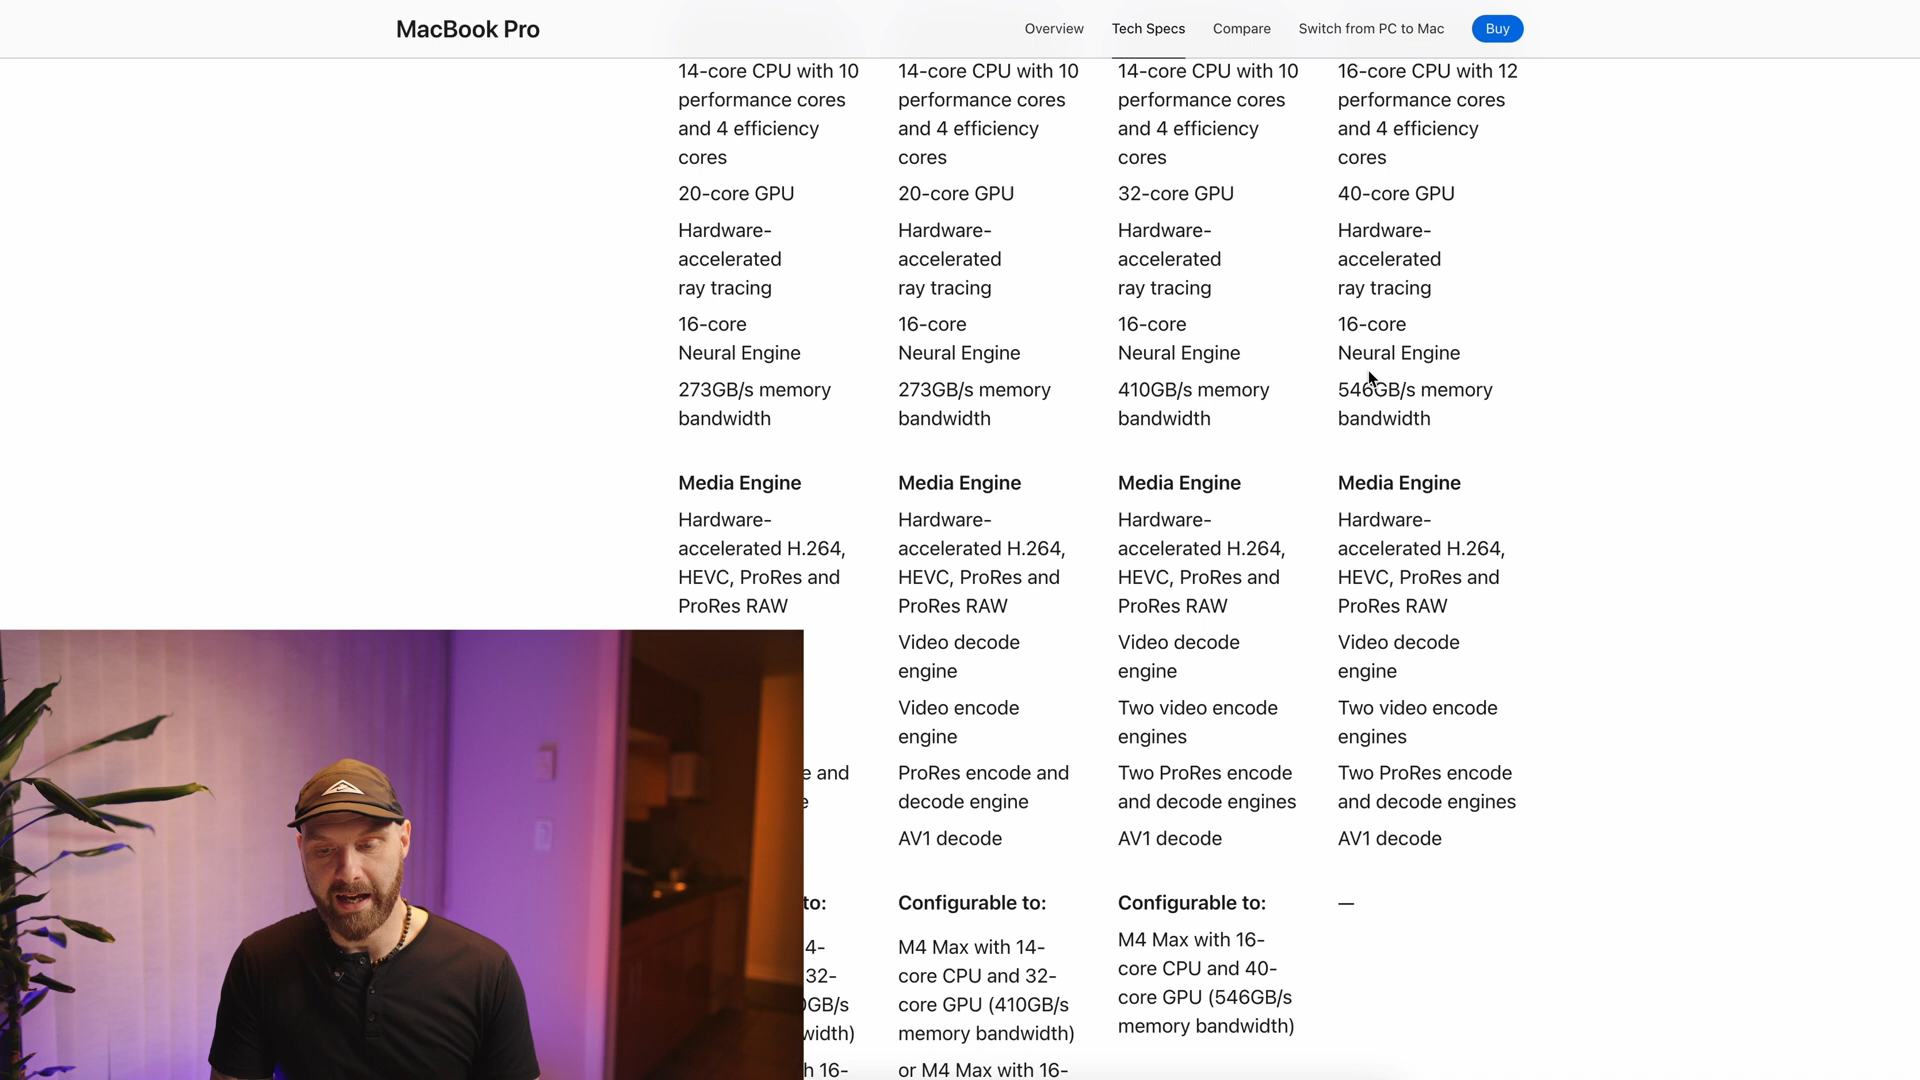 MacBook Pro
Overview
Tech Specs
Compare
Switch from PC to Mac
Buy
14-core CPU with 10
performance cores
and 4 efficiency
cores
20-core GPU
Hardware-
accelerated
ray tracing
16-core
Neural Engine
273GB/s memory
bandwidth
Media Engine
Hardware-
accelerated H.264,
HEVC, ProRes and
ProRes RAW
e and
e
to:
4-
32-
0GB/s
width)
h 16-
14-core CPU with 10
performance cores
and 4 efficiency
cores
20-core GPU
Hardware-
accelerated
ray tracing
16-core
Neural Engine
273GB/s memory
bandwidth
Media Engine
Hardware-
accelerated H.264,
HEVC, ProRes and
ProRes RAW
Video decode
engine
Video encode
engine
ProRes encode and
decode engine
AV1 decode
Configurable to:
M4 Max with 14-
core CPU and 32-
core GPU (410GB/s
memory bandwidth)
or M4 Max with 16-
14-core CPU with 10
performance cores
and 4 efficiency
cores
32-core GPU
Hardware-
accelerated
ray tracing
16-core
Neural Engine
410GB/s memory
bandwidth
Media Engine
Hardware-
accelerated H.264,
HEVC, ProRes and
ProRes RAW
Video decode
engine
Two video encode
engines
Two ProRes encode
and decode engines
AV1 decode
Configurable to:
M4 Max with 16-
core CPU and 40-
core GPU (546GB/s
memory bandwidth)
16-core CPU with 12
performance cores
and 4 efficiency
cores
40-core GPU
Hardware-
accelerated
ray tracing
16-core
Neural Engine
546GB/s memory
bandwidth
Media Engine
Hardware-
accelerated H.264,
HEVC, ProRes and
ProRes RAW
Video decode
engine
Two video encode
engines
Two ProRes encode
and decode engines
AV1 decode
—